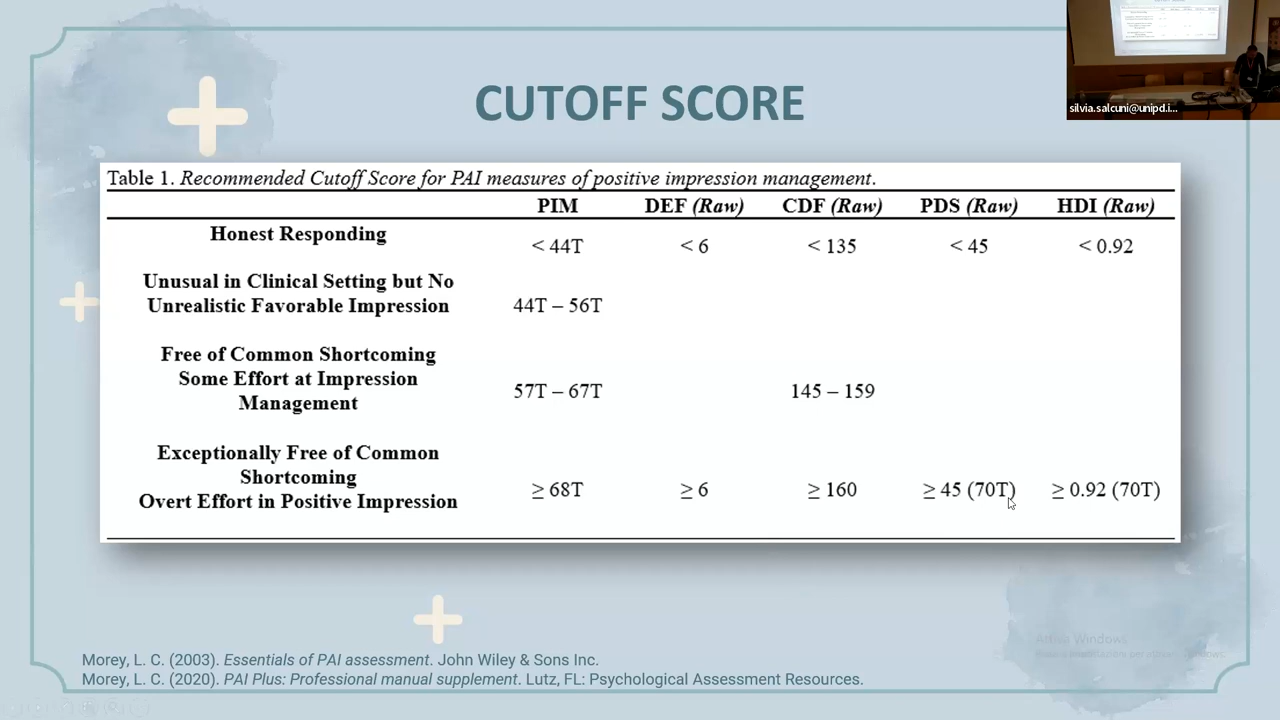 silvia.salcuni@unipd.i...
CUTOFF SCORE
Table 1. Recommended Cutoff Score for PAI measures of positive impression management.
PIM DEF (Raw) CDF (Raw) PDS (Raw) HDI (Raw)
Honest Responding
< 44T < 6 < 135 < 45 < 0.92
Unusual in Clinical Setting but No
Unrealistic Favorable Impression
44T – 56T
Free of Common Shortcoming
Some Effort at Impression
Management
57T – 67T 145 – 159
Exceptionally Free of Common
Shortcoming
Overt Effort in Positive Impression
≥ 68T ≥ 6 ≥ 160 ≥ 45 (70T) ≥ 0.92 (70T)
Attiva Windows
Morey, L. C. (2003). Essentials of PAI assessment. John Wiley & Sons Inc.
Morey, L. C. (2020). PAI Plus: Professional manual supplement. Lutz, FL: Psychological Assessment Resources.